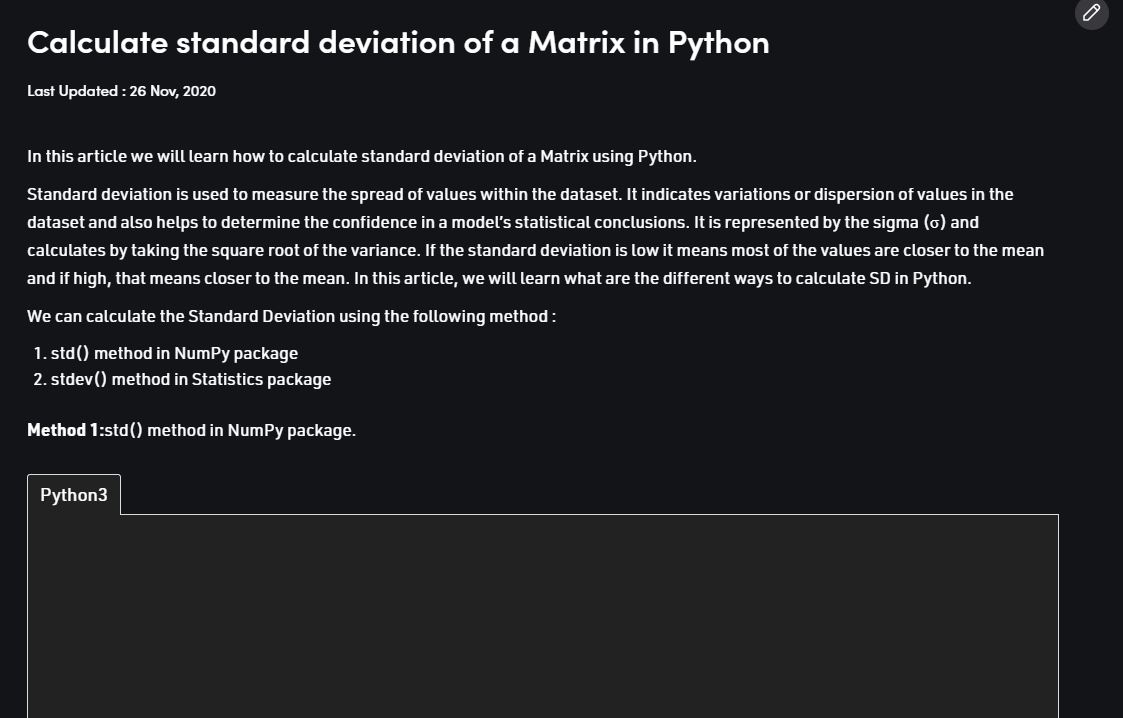 Calculate standard deviation of a Matrix in Python
Last Updated : 26 Nov, 2020
In this article we will learn how to calculate standard deviation of a Matrix using Python.
Standard deviation is used to measure the spread of values within the dataset. It indicates variations or dispersion of values in the
dataset and also helps to determine the confidence in a model's statistical conclusions. It is represented by the sigma (σ) and
calculates by taking the square root of the variance. If the standard deviation is low it means most of the values are closer to the mean
and if high, that means closer to the mean. In this article, we will learn what are the different ways to calculate SD in Python.
We can calculate the Standard Deviation using the following method :
1. std() method in NumPy package
2. stdev() method in Statistics package
Method 1:std() method in NumPy package.
Python3